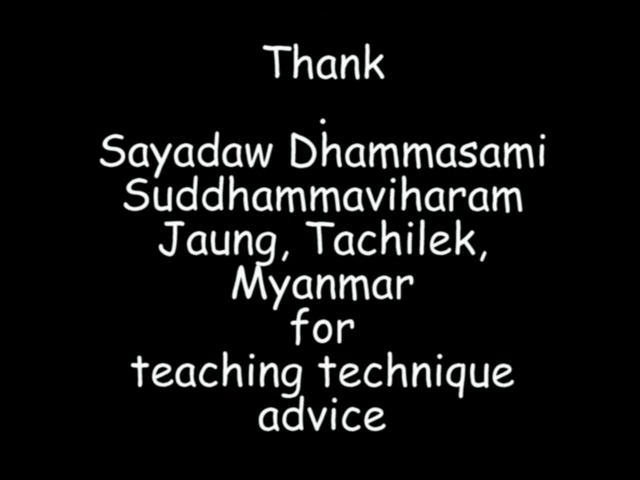 Thank
.
Sayadaw Dhammasami
Suddhammaviharam
Jaung, Tachilek,
Myanmar
for
teaching technique
advice